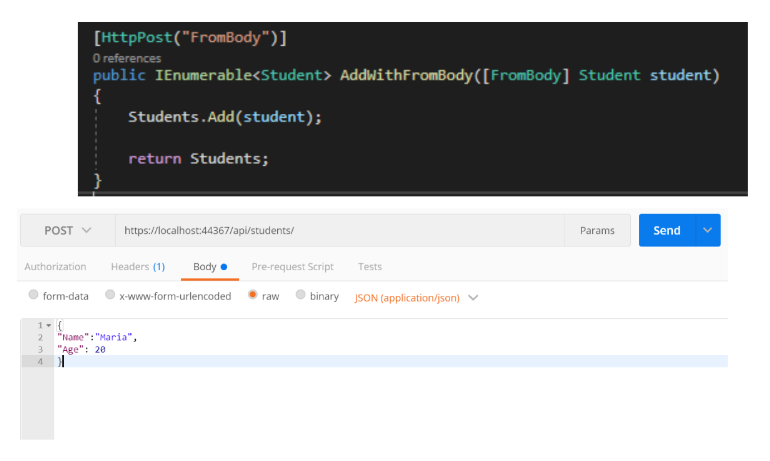 [HttpPost("FromBody")]
0 references
public IEnumerable<Student> AddWithFromBody([FromBody] Student student)
{
Students.Add(student);
return Students;
}
POST https://localhost:44367/api/students/ Params Send
Authorization Headers (1) Body Pre-request Script Tests
form-data x-www-form-urlencoded raw binary JSON (application/json)
1 {
2 "Name":"Maria",
3 "Age": 20
4 }